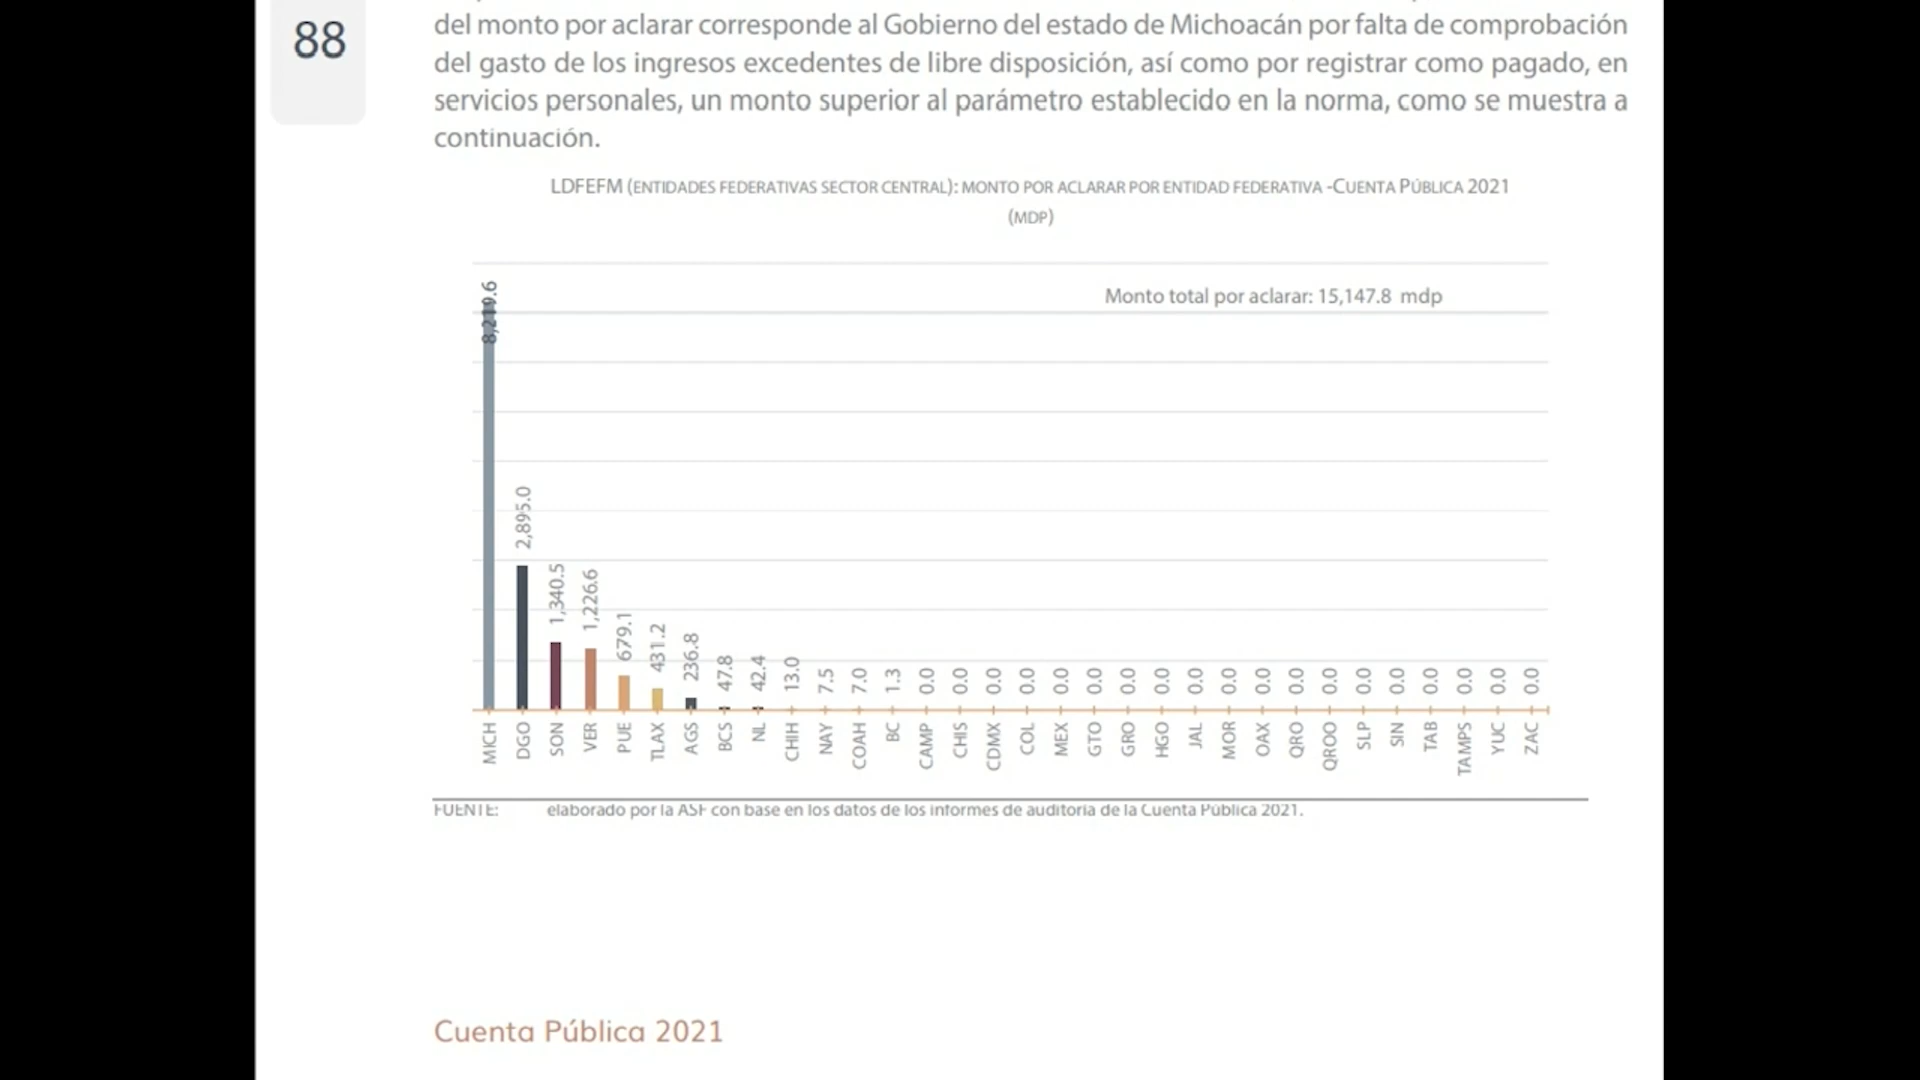 88
del monto por aclarar corresponde al Gobierno del estado de Michoacán por falta de comprobación
del gasto de los ingresos excedentes de libre disposición, así como por registrar como pagado, en
servicios personales, un monto superior al parámetro establecido en la norma, como se muestra a
continuación.
LDFEFM (ENTIDADES FEDERATIVAS SECTOR CENTRAL): MONTO POR ACLARAR POR ENTIDAD FEDERATIVA -CUENTA PÚBLICA 2021
(MDP)
Monto total por aclarar: 15,147.8 mdp
8,219.6 2,895.0 1,340.5 1,226.6 679.1 431.2 236.8 47.8 42.4 13.0 7.5 7.0 1.3 0.0 0.0 0.0 0.0 0.0 0.0 0.0 0.0 0.0 0.0 0.0 0.0 0.0 0.0 0.0 0.0 0.0 0.0 0.0
MICH DGO SON VER PUE TLAX AGS BCS NL CHIH NAY COAH BC CAMP CHIS CDMX COL MEX GTO GRO HGO JAL MOR OAX QRO QROO SLP SIN TAB TAMPS YUC ZAC
FUENTE: elaborado por la ASF con base en los datos de los informes de auditoría de la Cuenta Pública 2021.
Cuenta Pública 2021